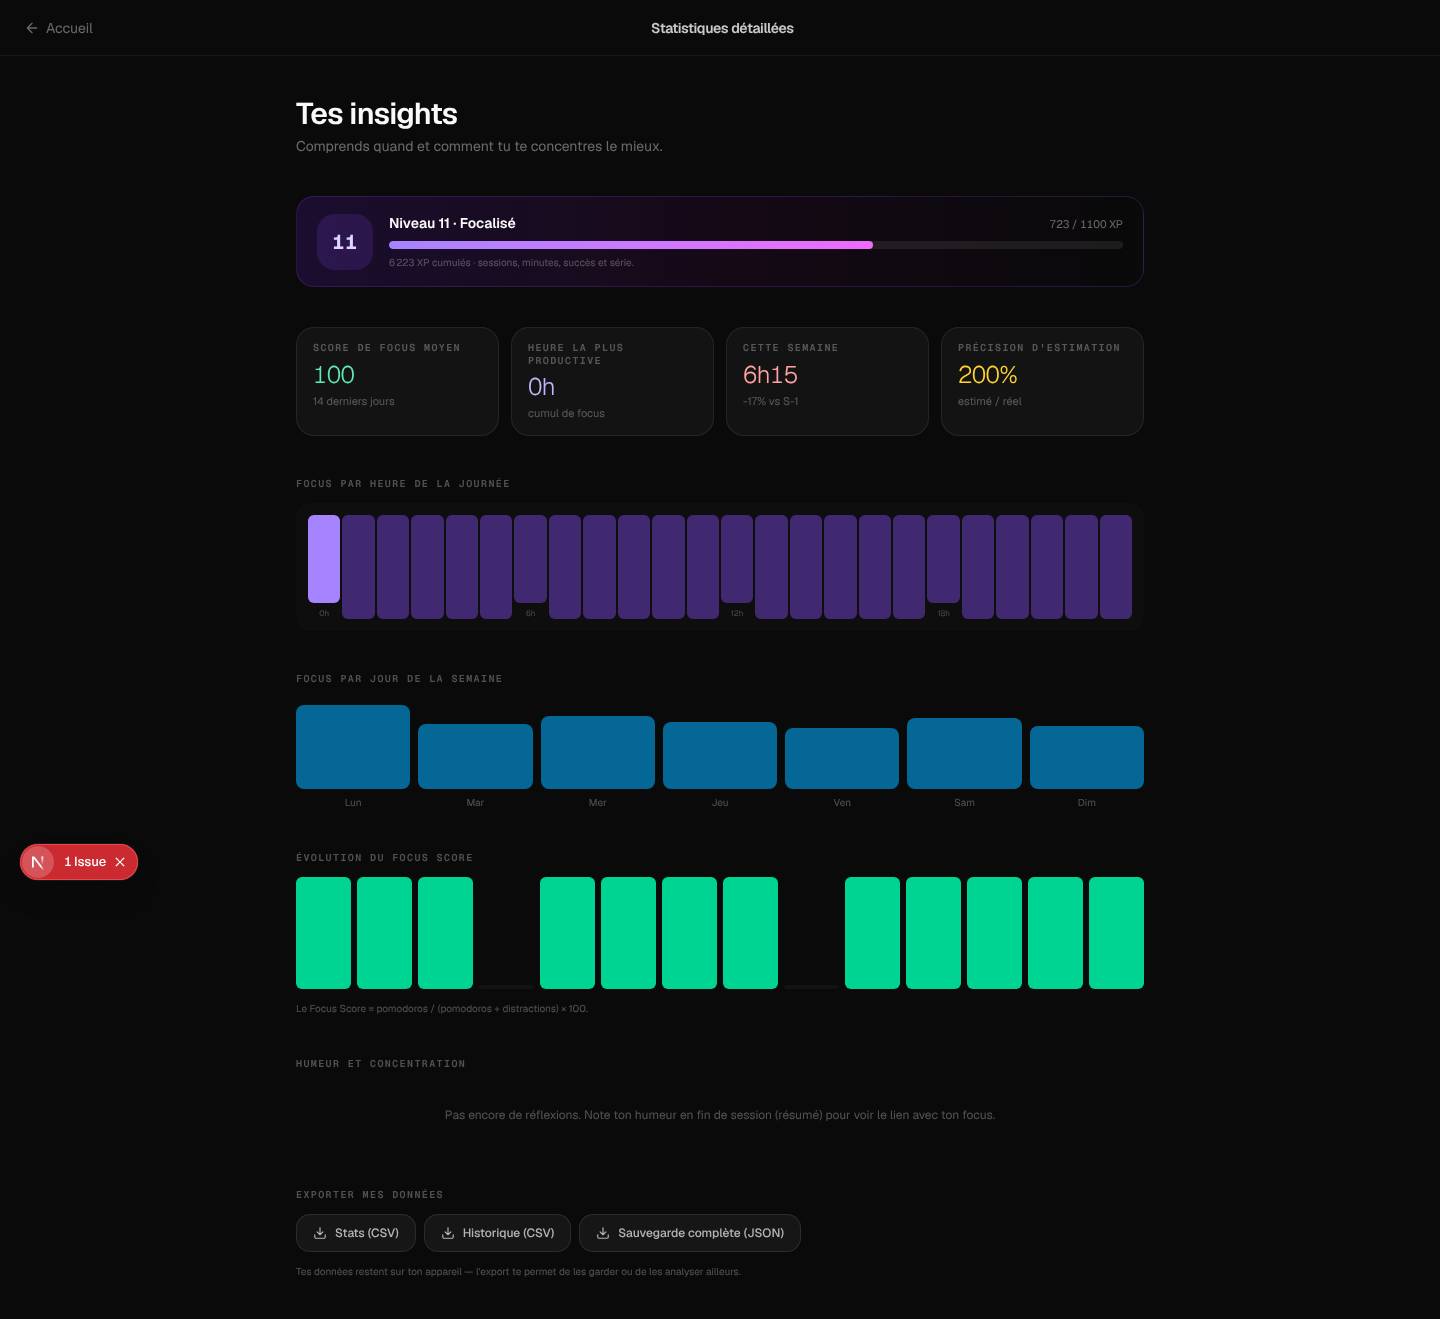 Accueil
Statistiques détaillées
Tes insights
Comprends quand et comment tu te concentres le mieux.
11
Niveau 11 · Focalisé
723 / 1100 XP
6 223 XP cumulés · sessions, minutes, succès et série.
SCORE DE FOCUS MOYEN
100
14 derniers jours
HEURE LA PLUS
PRODUCTIVE
0h
cumul de focus
CETTE SEMAINE
6h15
-17% vs S-1
PRÉCISION D'ESTIMATION
200%
estimé / réel
FOCUS PAR HEURE DE LA JOURNÉE
0h
6h
12h
18h
FOCUS PAR JOUR DE LA SEMAINE
Lun
Mar
Mer
Jeu
Ven
Sam
Dim
N
1 Issue
ÉVOLUTION DU FOCUS SCORE
Le Focus Score = pomodoros / (pomodoros + distractions) × 100.
HUMEUR ET CONCENTRATION
Pas encore de réflexions. Note ton humeur en fin de session (résumé) pour voir le lien avec ton focus.
EXPORTER MES DONNÉES
Stats (CSV)
Historique (CSV)
Sauvegarde complète (JSON)
Tes données restent sur ton appareil — l'export te permet de les garder ou de les analyser ailleurs.